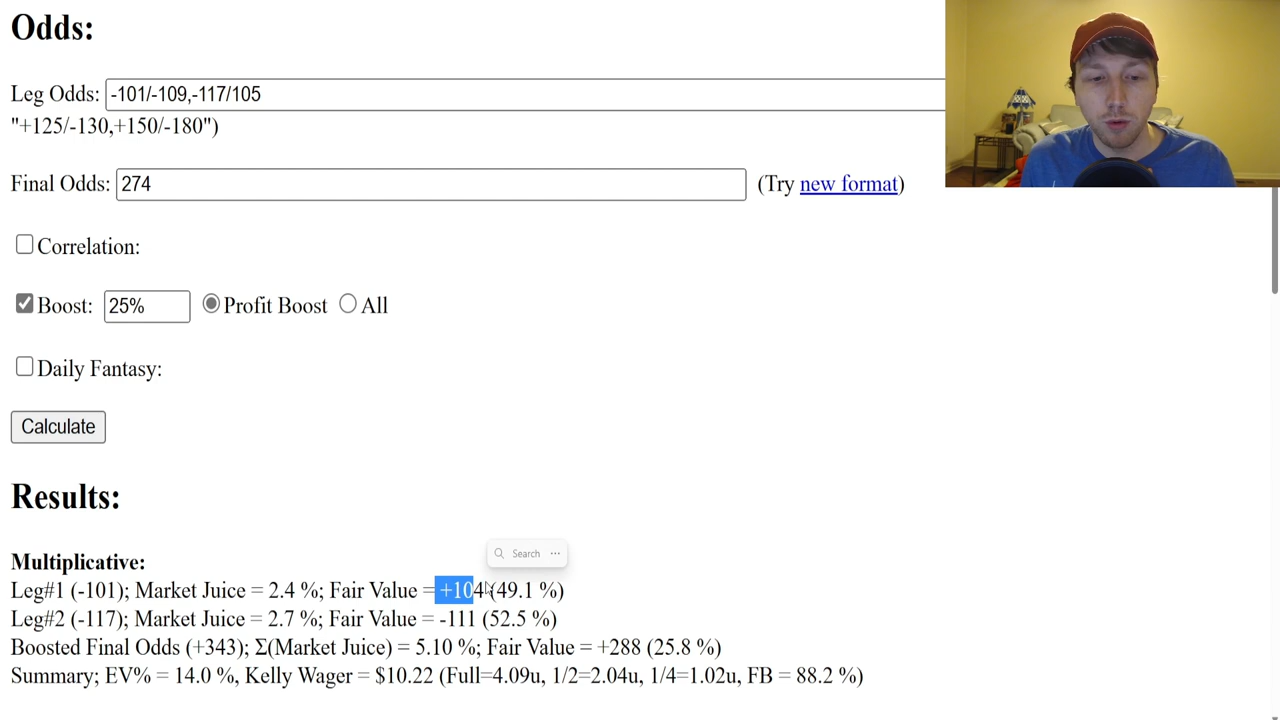 Odds:
Leg Odds: -101/-109,-117/105
"+125/-130,+150/-180")
Final Odds: 274 (Try new format)
Correlation:
Boost: 25% Profit Boost All
Daily Fantasy:
Calculate
Results:
Search ...
Multiplicative:
Leg#1 (-101); Market Juice = 2.4 %; Fair Value = +104 (49.1 %)
Leg#2 (-117); Market Juice = 2.7 %; Fair Value = -111 (52.5 %)
Boosted Final Odds (+343); Σ(Market Juice) = 5.10 %; Fair Value = +288 (25.8 %)
Summary; EV% = 14.0 %, Kelly Wager = $10.22 (Full=4.09u, 1/2=2.04u, 1/4=1.02u, FB = 88.2 %)